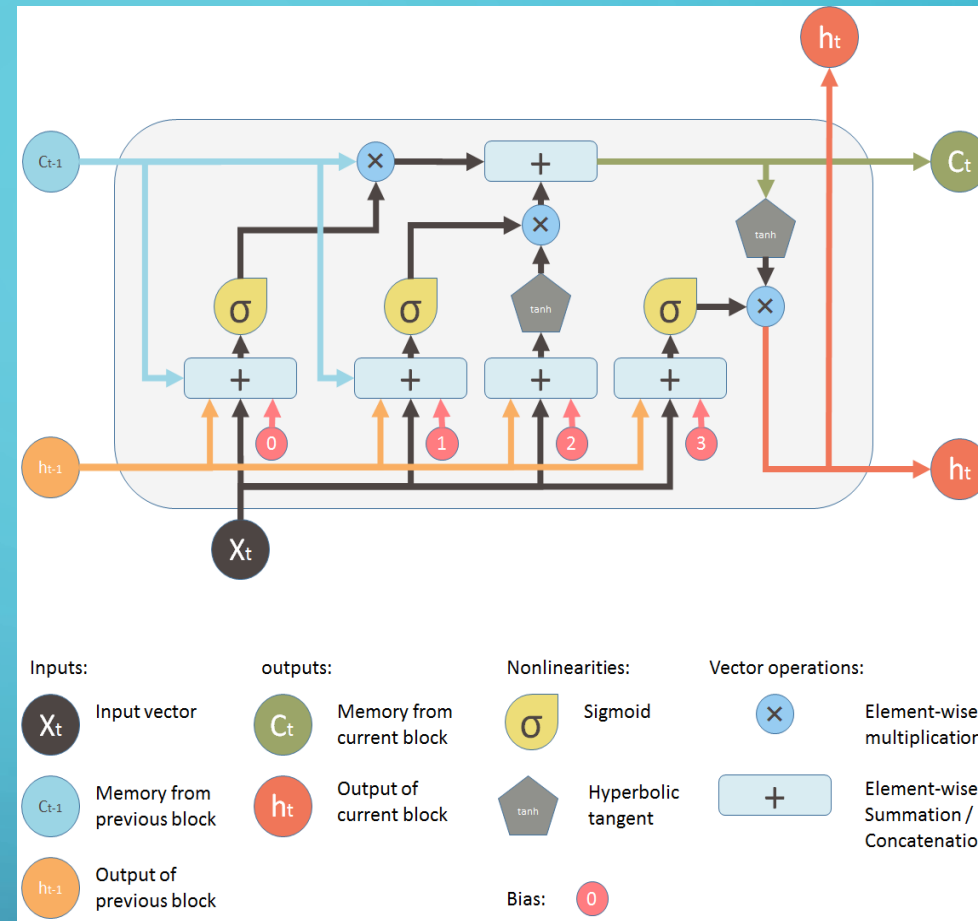 ht
Ct-1
×
+
Ct
×
tanh
σ
σ
tanh
σ
×
+
+
+
+
0
1
2
3
ht-1
ht
Xt
Inputs:
outputs:
Nonlinearities:
Vector operations:
Xt
Input vector
Ct
Memory from
current block
σ
Sigmoid
×
Element-wise
multiplication
Ct-1
Memory from
previous block
ht
Output of
current block
tanh
Hyperbolic
tangent
+
Element-wise
Summation /
Concatenatio
ht-1
Output of
previous block
Bias:
0